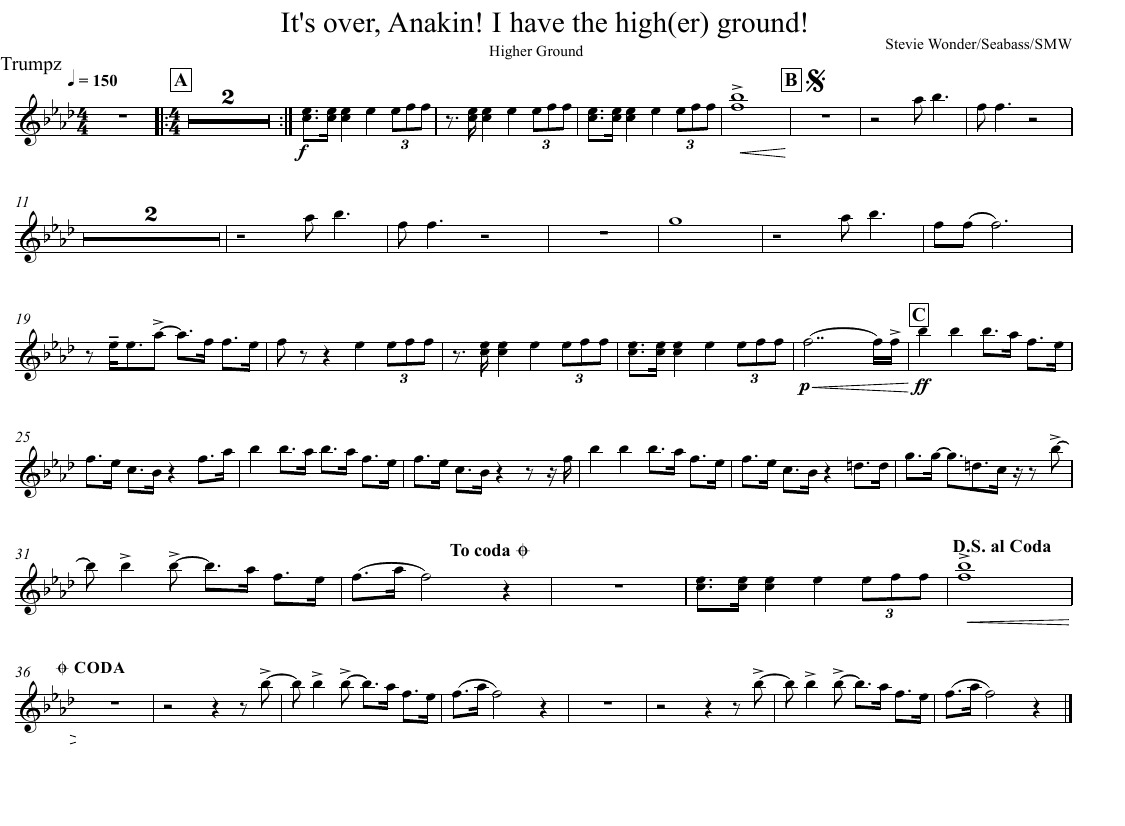 It's over, Anakin! I have the high(er) ground!
Higher Ground
Stevie Wonder/Seabass/SMW
Trumpz
♩ = 150
A
2
B
4
4
4
4
f
3
3
3
11
2
19
C
3
3
3
p
ff
25
31
To coda
D.S. al Coda
3
36
CODA